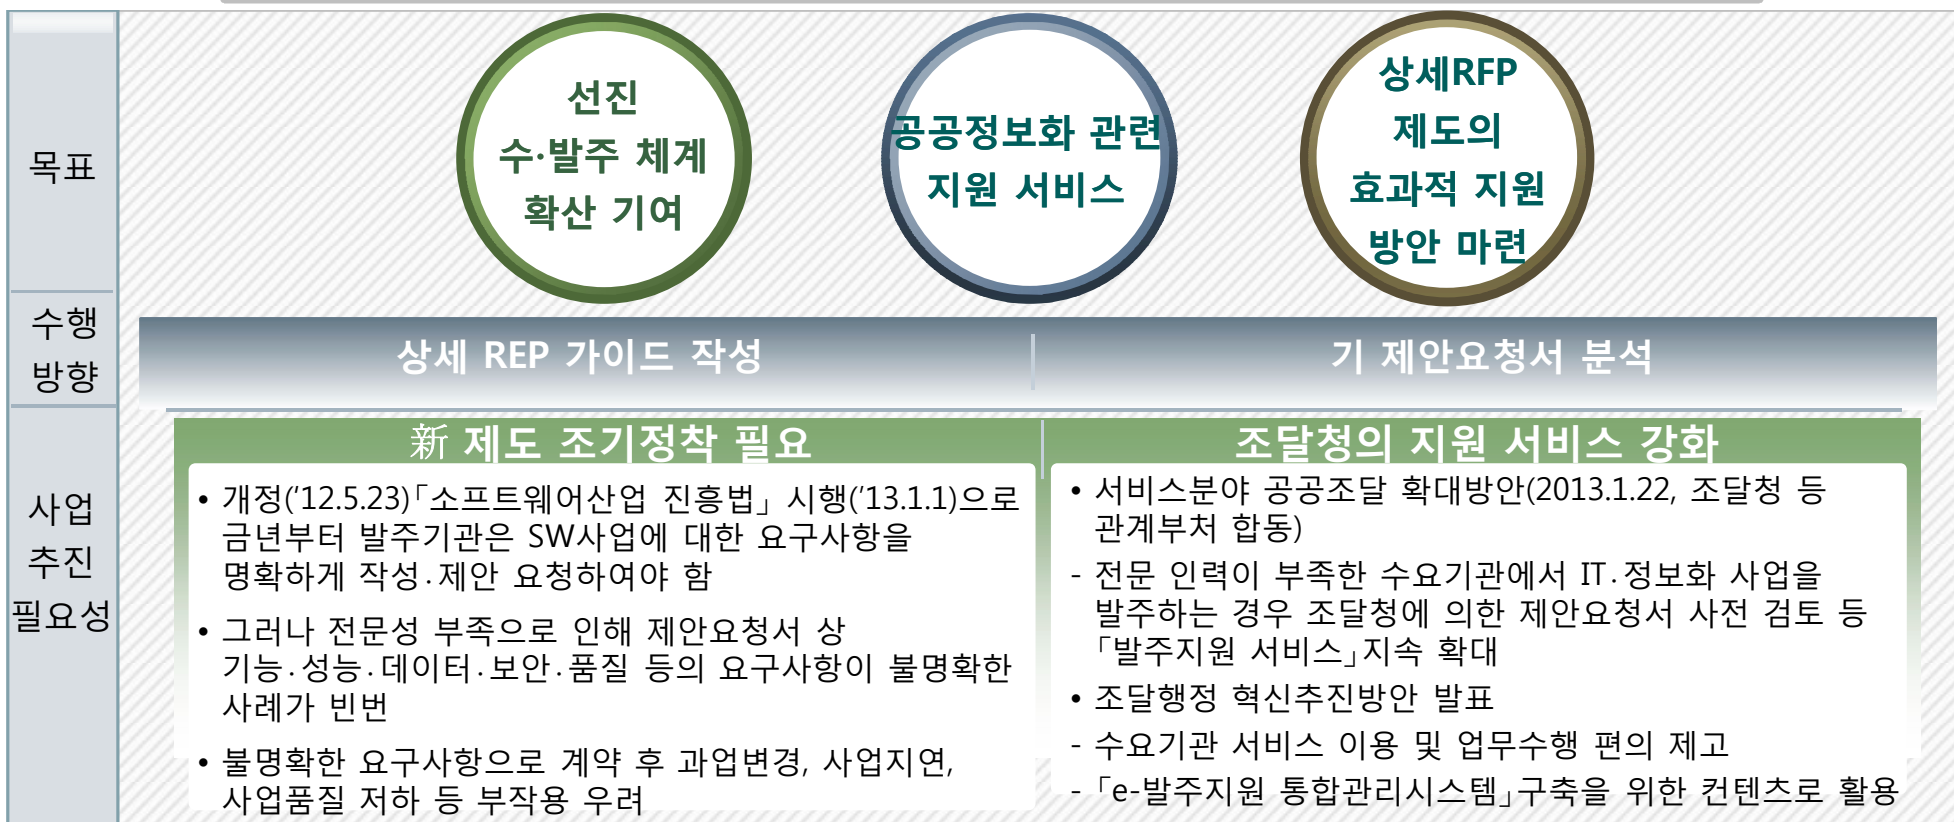 목표
선진
수·발주 체계
확산 기여
공공정보화 관련
지원 서비스
상세RFP
제도의
효과적 지원
방안 마련
수행
방향
상세 REP 가이드 작성
기 제안요청서 분석
사업
추진
필요성
新 제도 조기정착 필요
• 개정('12.5.23)「소프트웨어산업 진흥법」 시행('13.1.1)으로
금년부터 발주기관은 SW사업에 대한 요구사항을
명확하게 작성·제안 요청하여야 함
• 그러나 전문성 부족으로 인해 제안요청서 상
기능·성능·데이터·보안·품질 등의 요구사항이 불명확한
사례가 빈번
• 불명확한 요구사항으로 계약 후 과업변경, 사업지연,
사업품질 저하 등 부작용 우려
조달청의 지원 서비스 강화
• 서비스분야 공공조달 확대방안(2013.1.22, 조달청 등
관계부처 합동)
- 전문 인력이 부족한 수요기관에서 IT·정보화 사업을
발주하는 경우 조달청에 의한 제안요청서 사전 검토 등
「발주지원 서비스」지속 확대
• 조달행정 혁신추진방안 발표
- 수요기관 서비스 이용 및 업무수행 편의 제고
- 「e-발주지원 통합관리시스템」구축을 위한 컨텐츠로 활용